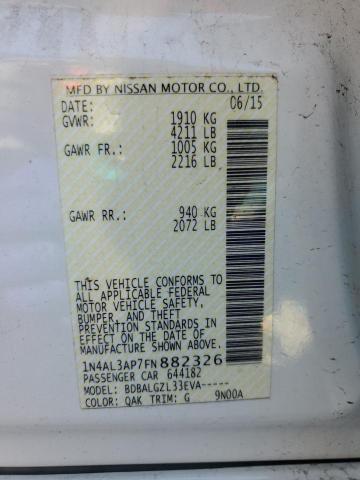 MFD BY NISSAN MOTOR CO., LTD.
DATE: 06/15
GVWR: 1910 KG
4211 LB
GAWR FR.: 1005 KG
2216 LB
GAWR RR.: 940 KG
2072 LB
THIS VEHICLE CONFORMS TO
ALL APPLICABLE FEDERAL
MOTOR VEHICLE SAFETY,
BUMPER, AND THEFT
PREVENTION STANDARDS
IN EFFECT ON THE DATE OF
MANUFACTURE SHOWN ABOVE.
1N4AL3AP7FN882326
PASSENGER CAR 644182
MODEL: BDBALGZL33EVA-----
COLOR: QAK TRIM: G 9N00A